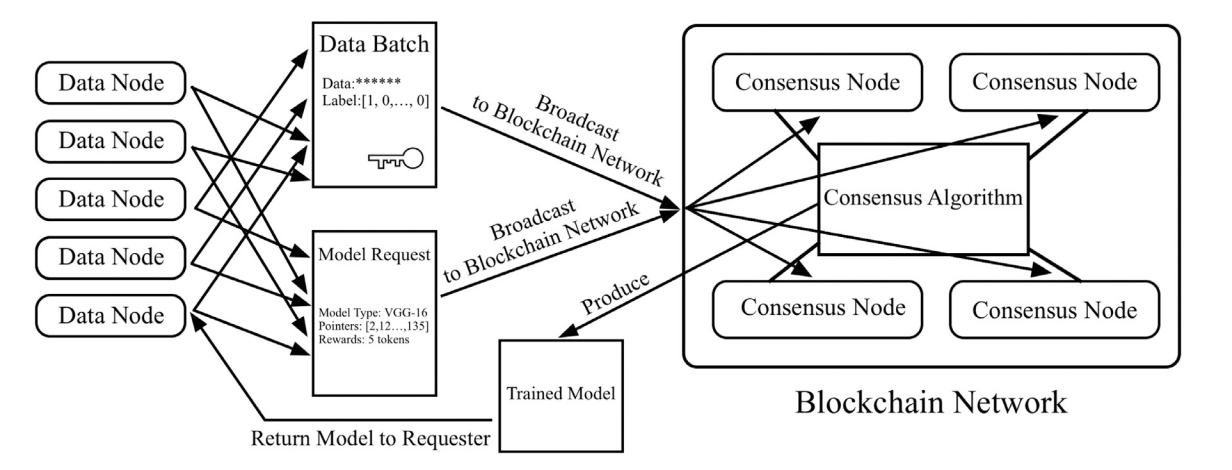 Data Node
Data Node
Data Node
Data Node
Data Node
Data Batch
Data:******
Label:[1, 0,…, 0]
Model Request
Model Type: VGG-16
Pointers: [2,12…,135]
Rewards: 5 tokens
Broadcast
to Blockchain Network
Broadcast
to Blockchain Network
Consensus Node
Consensus Node
Consensus Algorithm
Consensus Node
Consensus Node
Produce
Trained Model
Return Model to Requester
Blockchain Network